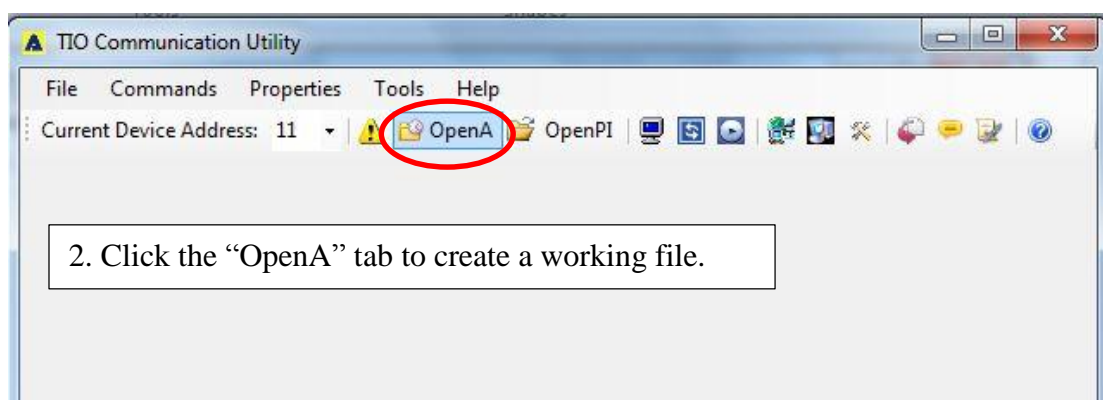 TIO Communication Utility
File Commands Properties Tools Help
Current Device Address: 11 OpenA OpenPI
2. Click the “OpenA” tab to create a working file.